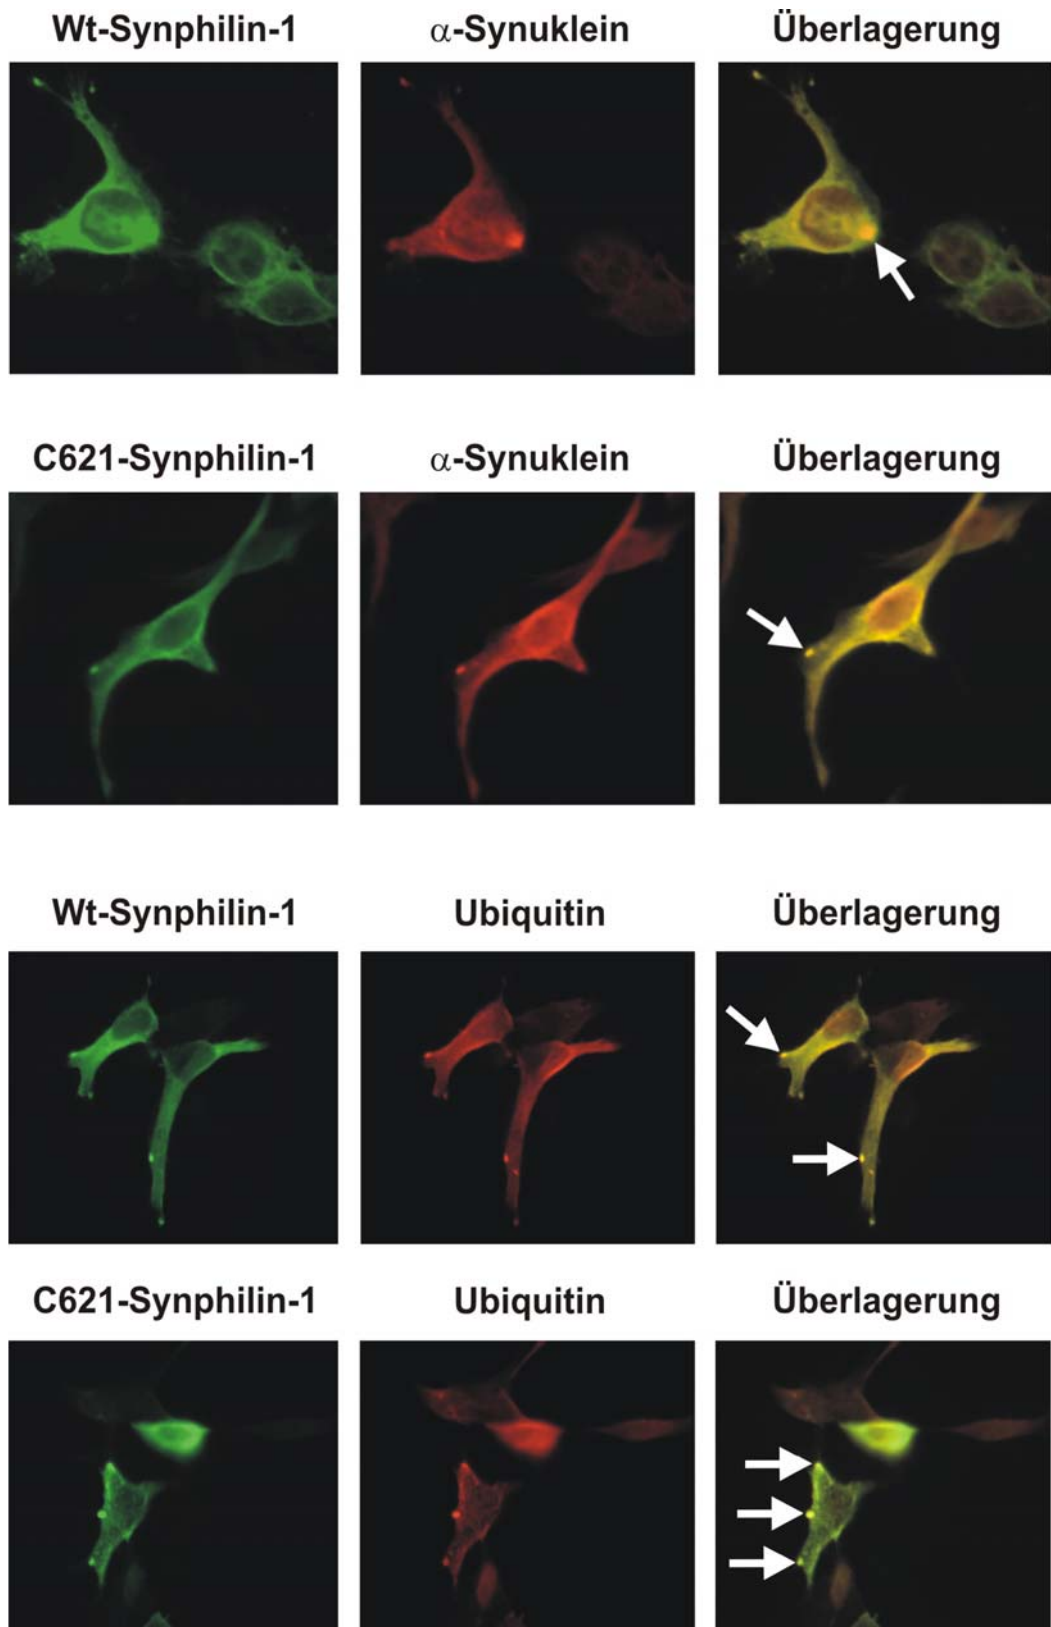 Wt-Synphilin-1 α-Synuklein Überlagerung
C621-Synphilin-1 α-Synuklein Überlagerung
Wt-Synphilin-1 Ubiquitin Überlagerung
C621-Synphilin-1 Ubiquitin Überlagerung